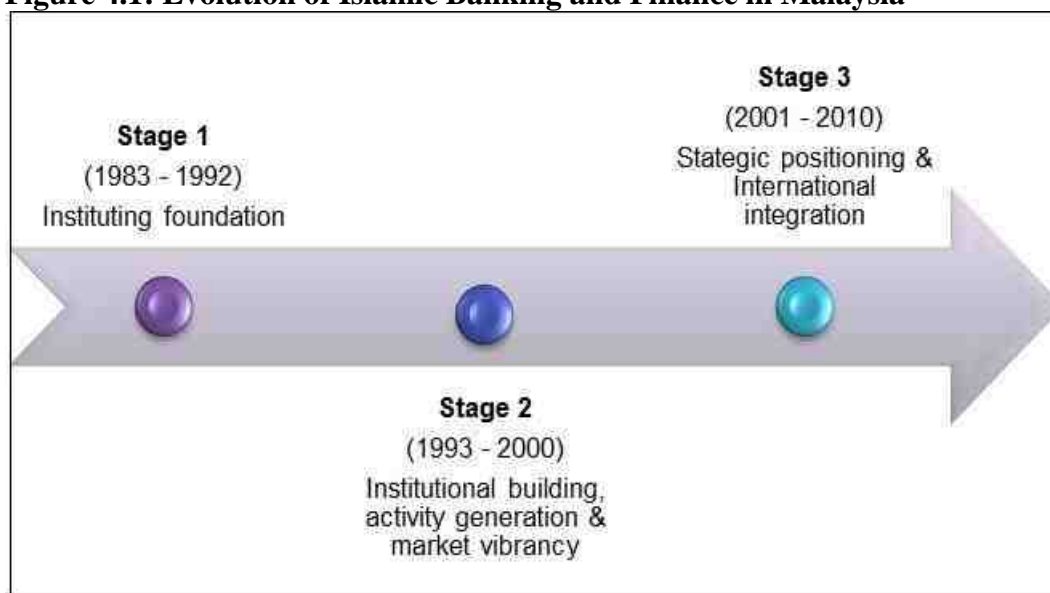 Figure 4.1: Evolution of Islamic Banking and Finance in Malaysia
Stage 1
(1983 - 1992)
Instituting foundation
Stage 2
(1993 - 2000)
Institutional building,
activity generation &
market vibrancy
Stage 3
(2001 - 2010)
Stategic positioning &
International
integration